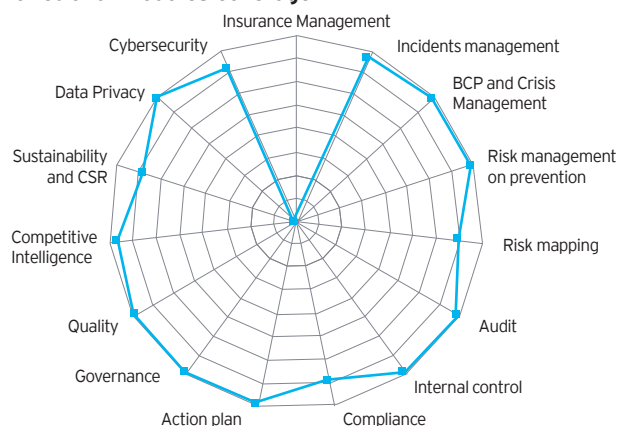 Insurance Management
Cybersecurity
Incidents management
Data Privacy
BCP and Crisis
Management
Sustainability
and CSR
Risk management
on prevention
Competitive
Intelligence
Risk mapping
Quality
Audit
Governance
Internal control
Action plan
Compliance